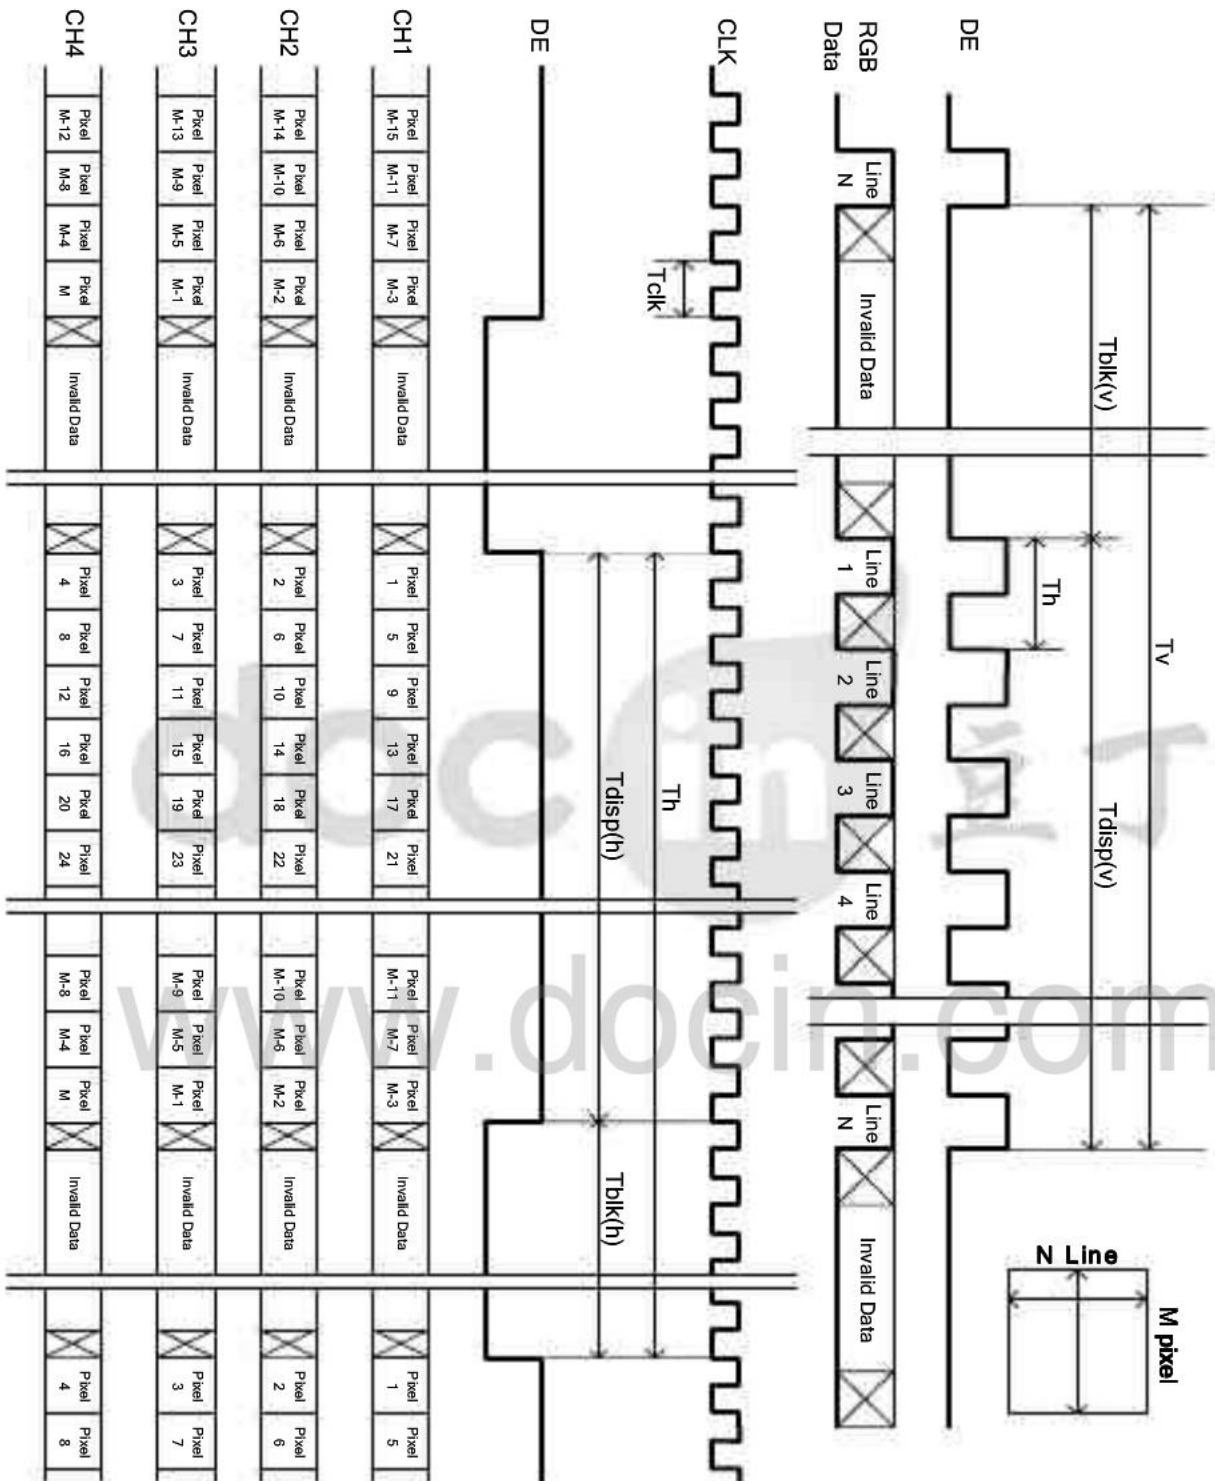 Tv
M pixel
Tblk(v)
Tdisp(v)
N Line
Th
DE
RGB Data
Line N
Invalid Data
Line 1
Line 2
Line 3
Line 4
Line N
Invalid Data
CLK
Tclk
Th
Tdisp(h)
Tblk(h)
DE
CH1
Pixel M-15
Pixel M-11
Pixel M-7
Pixel M-3
Invalid Data
Pixel 1
Pixel 5
Pixel 9
Pixel 13
Pixel 17
Pixel 21
Pixel M-11
Pixel M-7
Pixel M-3
Invalid Data
Pixel 1
Pixel 5
CH2
Pixel M-14
Pixel M-10
Pixel M-6
Pixel M-2
Invalid Data
Pixel 2
Pixel 6
Pixel 10
Pixel 14
Pixel 18
Pixel 22
Pixel M-10
Pixel M-6
Pixel M-2
Invalid Data
Pixel 2
Pixel 6
CH3
Pixel M-13
Pixel M-9
Pixel M-5
Pixel M-1
Invalid Data
Pixel 3
Pixel 7
Pixel 11
Pixel 15
Pixel 19
Pixel 23
Pixel M-9
Pixel M-5
Pixel M-1
Invalid Data
Pixel 3
Pixel 7
CH4
Pixel M-12
Pixel M-8
Pixel M-4
Pixel M
Invalid Data
Pixel 4
Pixel 8
Pixel 12
Pixel 16
Pixel 20
Pixel 24
Pixel M-8
Pixel M-4
Pixel M
Invalid Data
Pixel 4
Pixel 8
docin 豆丁
www.docin.com